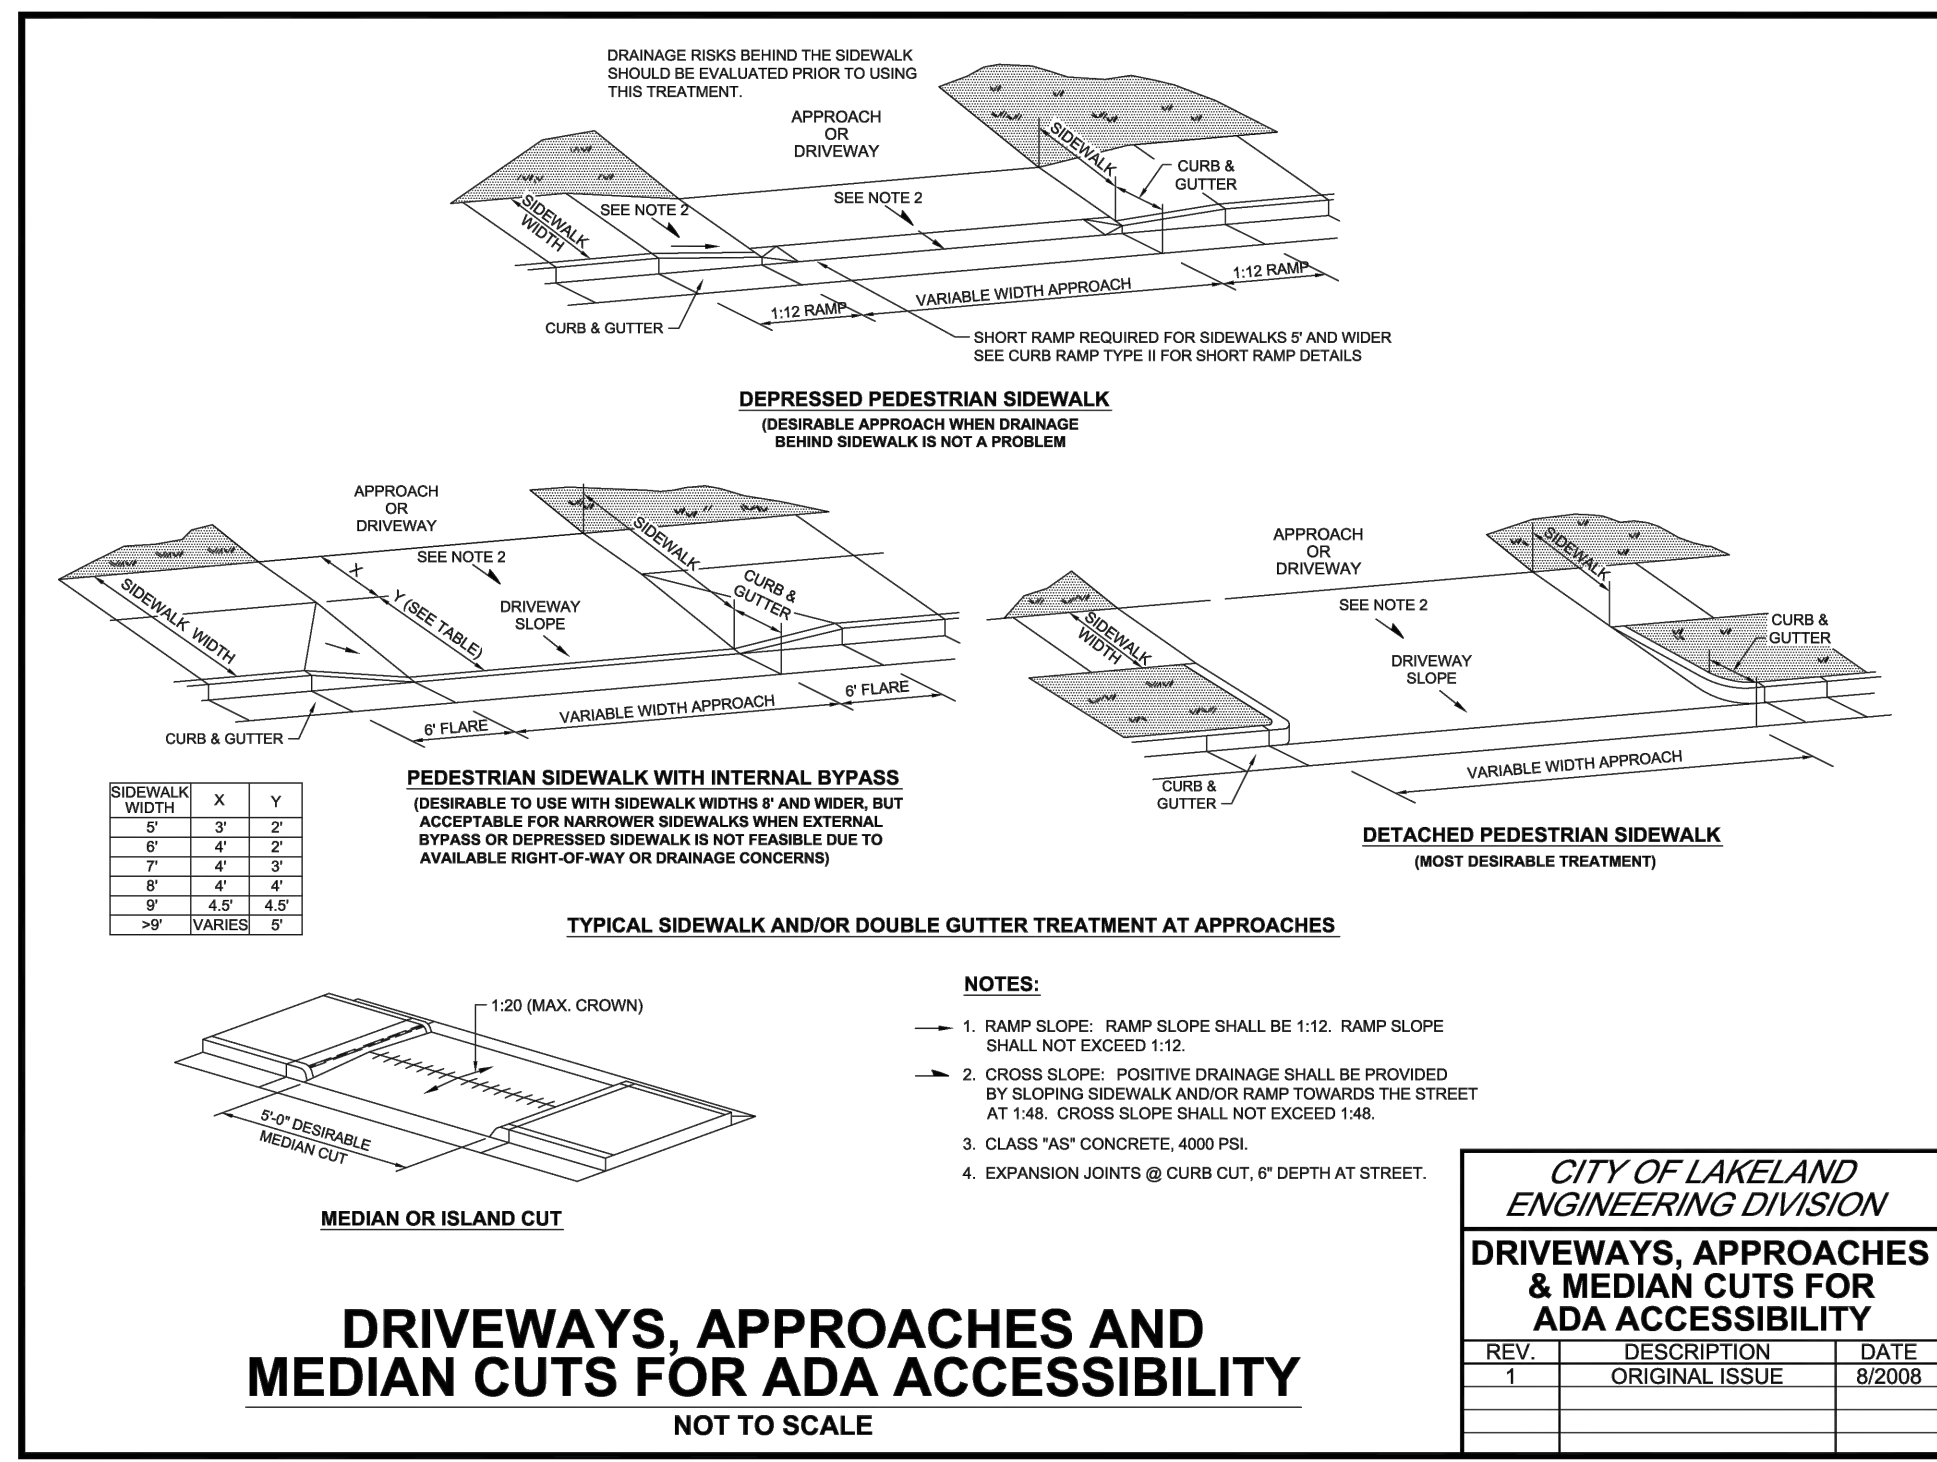 DRAINAGE RISKS BEHIND THE SIDEWALK
SHOULD BE EVALUATED PRIOR TO USING
THIS TREATMENT.
APPROACH
OR
DRIVEWAY
SIDEWALK
CURB &
GUTTER
SEE NOTE 2
SEE NOTE 2
SIDEWALK
WIDTH
1:12 RAMP
VARIABLE WIDTH APPROACH
1:12 RAMP
CURB & GUTTER
SHORT RAMP REQUIRED FOR SIDEWALKS 5' AND WIDER
SEE CURB RAMP TYPE II FOR SHORT RAMP DETAILS
DEPRESSED PEDESTRIAN SIDEWALK
(DESIRABLE APPROACH WHEN DRAINAGE
BEHIND SIDEWALK IS NOT A PROBLEM
APPROACH
OR
DRIVEWAY
SEE NOTE 2
SIDEWALK
X
Y (SEE TABLE)
DRIVEWAY
SLOPE
CURB &
GUTTER
SIDEWALK WIDTH
6' FLARE
VARIABLE WIDTH APPROACH
6' FLARE
CURB & GUTTER
PEDESTRIAN SIDEWALK WITH INTERNAL BYPASS
(DESIRABLE TO USE WITH SIDEWALK WIDTHS 8' AND WIDER, BUT
ACCEPTABLE FOR NARROWER SIDEWALKS WHEN EXTERNAL
BYPASS OR DEPRESSED SIDEWALK IS NOT FEASIBLE DUE TO
AVAILABLE RIGHT-OF-WAY OR DRAINAGE CONCERNS)
SIDEWALK
WIDTH X Y
5' 3' 2'
6' 4' 2'
7' 4' 3'
8' 4' 4'
9' 4.5' 4.5'
>9' VARIES 5'
APPROACH
OR
DRIVEWAY
SIDEWALK
SEE NOTE 2
SIDEWALK
WIDTH
DRIVEWAY
SLOPE
CURB &
GUTTER
VARIABLE WIDTH APPROACH
CURB &
GUTTER
DETACHED PEDESTRIAN SIDEWALK
(MOST DESIRABLE TREATMENT)
TYPICAL SIDEWALK AND/OR DOUBLE GUTTER TREATMENT AT APPROACHES
1:20 (MAX. CROWN)
5'-0" DESIRABLE
MEDIAN CUT
MEDIAN OR ISLAND CUT
NOTES:
1. RAMP SLOPE: RAMP SLOPE SHALL BE 1:12. RAMP SLOPE
SHALL NOT EXCEED 1:12.
2. CROSS SLOPE: POSITIVE DRAINAGE SHALL BE PROVIDED
BY SLOPING SIDEWALK AND/OR RAMP TOWARDS THE STREET
AT 1:48. CROSS SLOPE SHALL NOT EXCEED 1:48.
3. CLASS "AS" CONCRETE, 4000 PSI.
4. EXPANSION JOINTS @ CURB CUT, 6" DEPTH AT STREET.
DRIVEWAYS, APPROACHES AND
MEDIAN CUTS FOR ADA ACCESSIBILITY
NOT TO SCALE
CITY OF LAKELAND
ENGINEERING DIVISION
DRIVEWAYS, APPROACHES
& MEDIAN CUTS FOR
ADA ACCESSIBILITY
REV. DESCRIPTION DATE
1 ORIGINAL ISSUE 8/2008